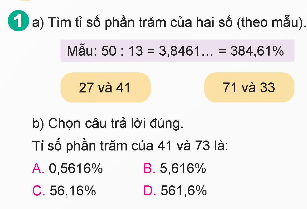 1 a) Tìm tỉ số phần trăm của hai số (theo mẫu).
Mẫu: 50 : 13 = 3,8461... = 384,61%
27 và 41 71 và 33
b) Chọn câu trả lời đúng.
Tỉ số phần trăm của 41 và 73 là:
A. 0,5616% B. 5,616%
C. 56,16% D. 561,6%